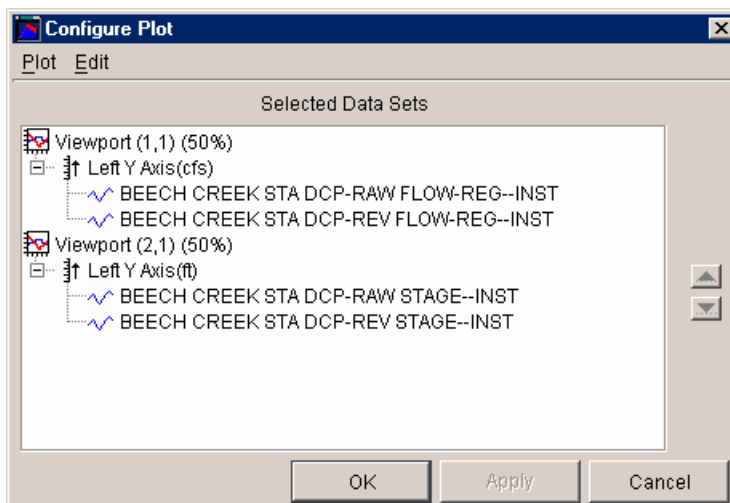 Configure Plot
Plot Edit
Selected Data Sets
Viewport (1,1) (50%)
Left Y Axis(cfs)
BEECH CREEK STA DCP-RAW FLOW-REG--INST
BEECH CREEK STA DCP-REV FLOW-REG--INST
Viewport (2,1) (50%)
Left Y Axis(ft)
BEECH CREEK STA DCP-RAW STAGE--INST
BEECH CREEK STA DCP-REV STAGE--INST
OK Apply Cancel